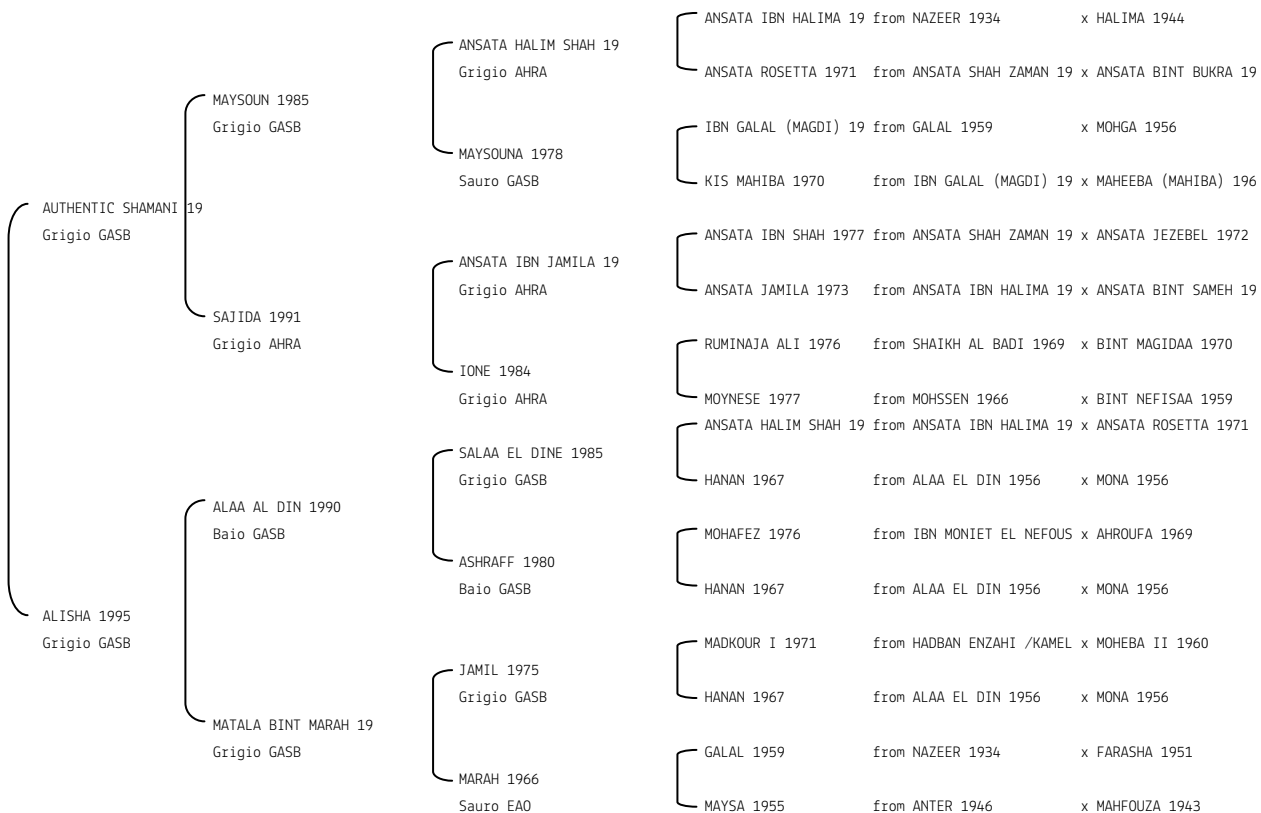 ANSATA IBN HALIMA 19 from NAZEER 1934 x HALIMA 1944
ANSATA HALIM SHAH 19
Grigio AHRA
ANSATA ROSETTA 1971 from ANSATA SHAH ZAMAN 19 x ANSATA BINT BUKRA 19
MAYSOUN 1985
Grigio GASB
IBN GALAL (MAGDI) 19 from GALAL 1959 x MOHGA 1956
MAYSOUNA 1978
Sauro GASB
KIS MAHIBA 1970 from IBN GALAL (MAGDI) 19 x MAHEEBA (MAHIBA) 196
AUTHENTIC SHAMANI 19
Grigio GASB
ANSATA IBN SHAH 1977 from ANSATA SHAH ZAMAN 19 x ANSATA JEZEBEL 1972
ANSATA IBN JAMILA 19
Grigio AHRA
ANSATA JAMILA 1973 from ANSATA IBN HALIMA 19 x ANSATA BINT SAMEH 19
SAJIDA 1991
Grigio AHRA
RUMINAJA ALI 1976 from SHAIKH AL BADI 1969 x BINT MAGIDAA 1970
IONE 1984
Grigio AHRA
MOYNESE 1977 from MOHSSEN 1966 x BINT NEFISAA 1959
ANSATA HALIM SHAH 19 from ANSATA IBN HALIMA 19 x ANSATA ROSETTA 1971
SALAA EL DINE 1985
Grigio GASB
HANAN 1967 from ALAA EL DIN 1956 x MONA 1956
ALAA AL DIN 1990
Baio GASB
MOHAFEZ 1976 from IBN MONIET EL NEFOUS x AHROUFA 1969
ASHRAFF 1980
Baio GASB
HANAN 1967 from ALAA EL DIN 1956 x MONA 1956
ALISHA 1995
Grigio GASB
MADKOUR I 1971 from HADBAN ENZAHI /KAMEL x MOHEBA II 1960
JAMIL 1975
Grigio GASB
HANAN 1967 from ALAA EL DIN 1956 x MONA 1956
MATALA BINT MARAH 19
Grigio GASB
GALAL 1959 from NAZEER 1934 x FARASHA 1951
MARAH 1966
Sauro EAO
MAYSA 1955 from ANTER 1946 x MAHFOUZA 1943